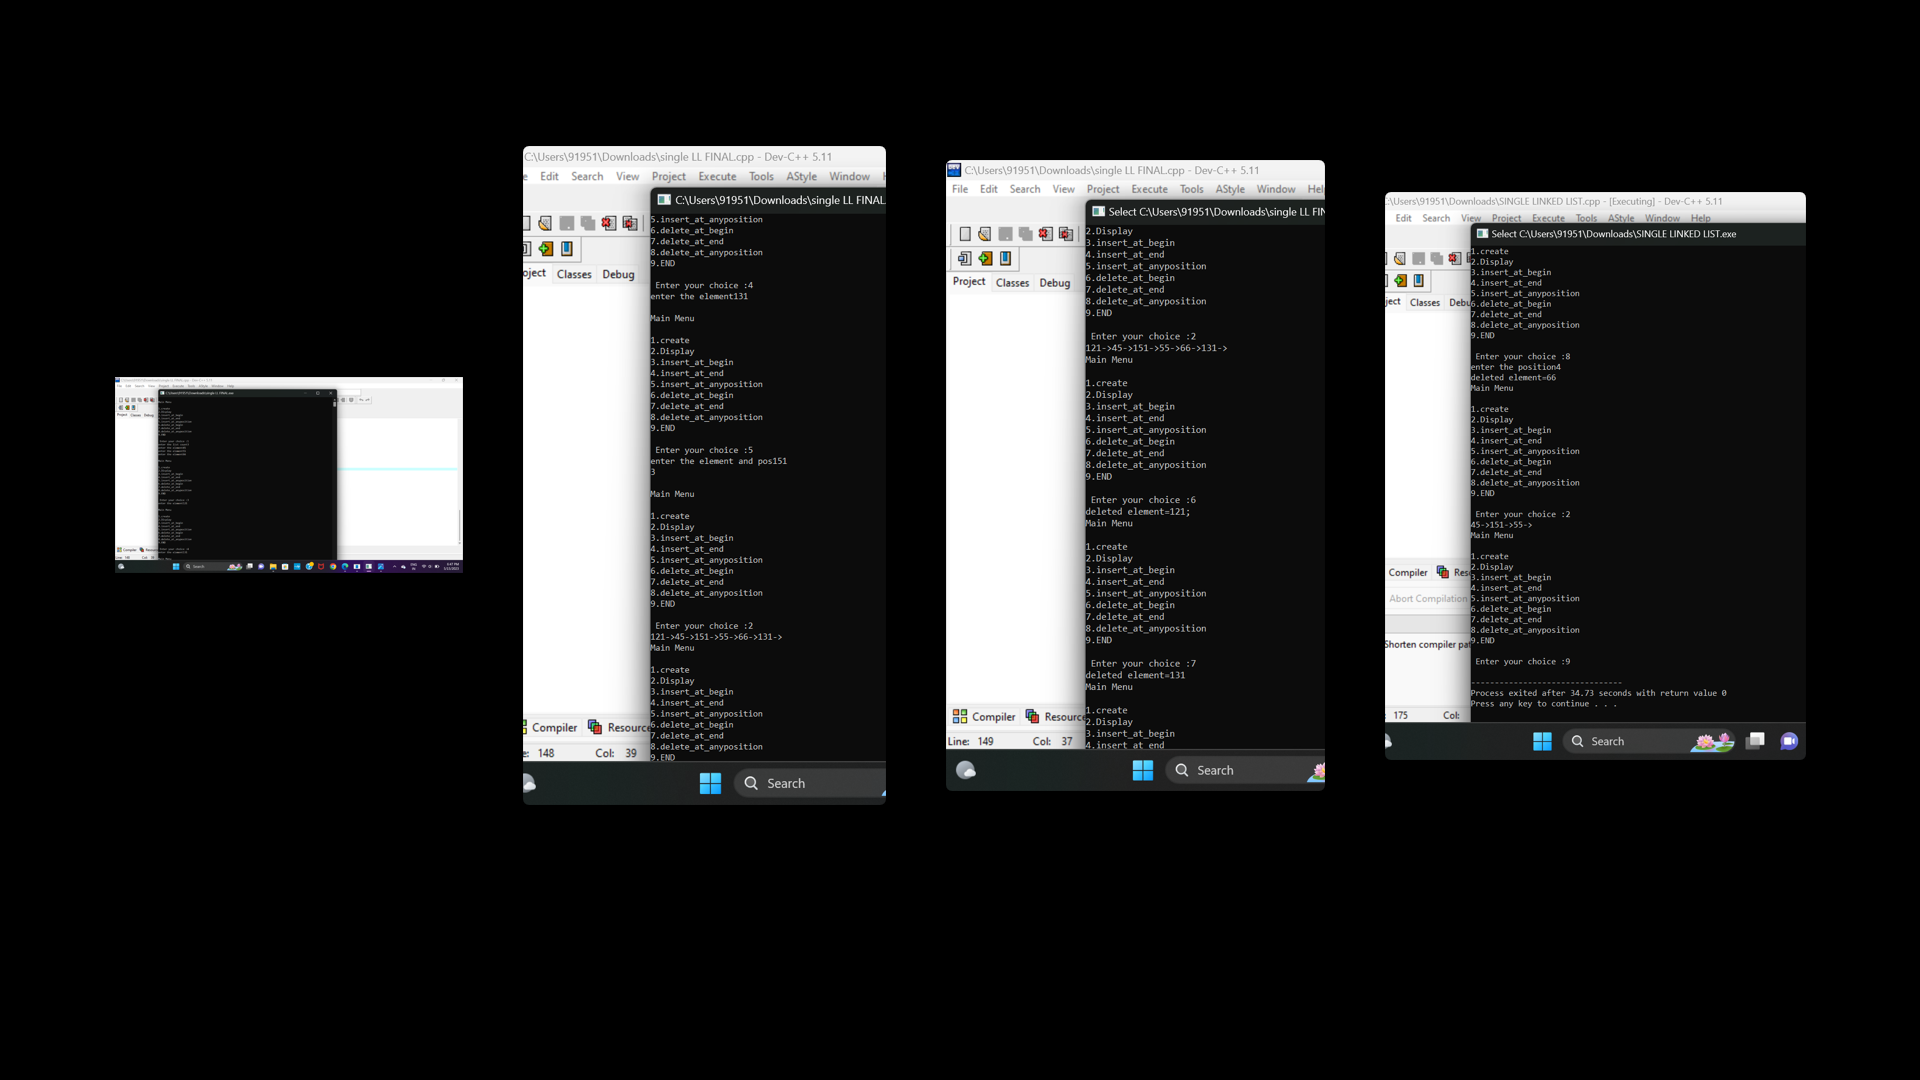 C:\Users\91951\Downloads\single LL FINAL.cpp - Dev-C++ 5.11
Edit Search View Project Execute Tools AStyle Window
C:\Users\91951\Downloads\single LL FINAL.
Classes Debug
5.insert_at_anyposition
6.delete_at_begin
7.delete_at_end
8.delete_at_anyposition
9.END
Enter your choice :4
enter the element131
Main Menu
1.create
2.Display
3.insert_at_begin
4.insert_at_end
5.insert_at_anyposition
6.delete_at_begin
7.delete_at_end
8.delete_at_anyposition
9.END
Enter your choice :5
enter the element and pos151
3
Main Menu
1.create
2.Display
3.insert_at_begin
4.insert_at_end
5.insert_at_anyposition
6.delete_at_begin
7.delete_at_end
8.delete_at_anyposition
9.END
Enter your choice :2
121->45->151->55->66->131->
Main Menu
1.create
2.Display
3.insert_at_begin
4.insert_at_end
5.insert_at_anyposition
6.delete_at_begin
7.delete_at_end
8.delete_at_anyposition
9.END
Compiler Resource
148 Col: 39
Search
C:\Users\91951\Downloads\single LL FINAL.cpp - Dev-C++ 5.11
File Edit Search View Project Execute Tools AStyle Window Help
Select C:\Users\91951\Downloads\single LL FIN
Project Classes Debug
2.Display
3.insert_at_begin
4.insert_at_end
5.insert_at_anyposition
6.delete_at_begin
7.delete_at_end
8.delete_at_anyposition
9.END
Enter your choice :2
121->45->151->55->66->131->
Main Menu
1.create
2.Display
3.insert_at_begin
4.insert_at_end
5.insert_at_anyposition
6.delete_at_begin
7.delete_at_end
8.delete_at_anyposition
9.END
Enter your choice :6
deleted element=121;
Main Menu
1.create
2.Display
3.insert_at_begin
4.insert_at_end
5.insert_at_anyposition
6.delete_at_begin
7.delete_at_end
8.delete_at_anyposition
9.END
Enter your choice :7
deleted element=131
Main Menu
1.create
2.Display
3.insert_at_begin
4.insert_at_end
Compiler Resource
Line: 149 Col: 37
Search
:\Users\91951\Downloads\SINGLE LINKED LIST.cpp - [Executing] - Dev-C++ 5.11
Edit Search View Project Execute Tools AStyle Window Help
Select C:\Users\91951\Downloads\SINGLE LINKED LIST.exe
Classes Debu
1.create
2.Display
3.insert_at_begin
4.insert_at_end
5.insert_at_anyposition
6.delete_at_begin
7.delete_at_end
8.delete_at_anyposition
9.END
Enter your choice :8
enter the position4
deleted element=66
Main Menu
1.create
2.Display
3.insert_at_begin
4.insert_at_end
5.insert_at_anyposition
6.delete_at_begin
7.delete_at_end
8.delete_at_anyposition
9.END
Enter your choice :2
45->151->55->
Main Menu
1.create
2.Display
3.insert_at_begin
4.insert_at_end
5.insert_at_anyposition
6.delete_at_begin
7.delete_at_end
8.delete_at_anyposition
9.END
Enter your choice :9
--------------------------------
Process exited after 34.73 seconds with return value 0
Press any key to continue . . .
Compiler Res
Abort Compilation
Shorten compiler pat
175 Col:
Search